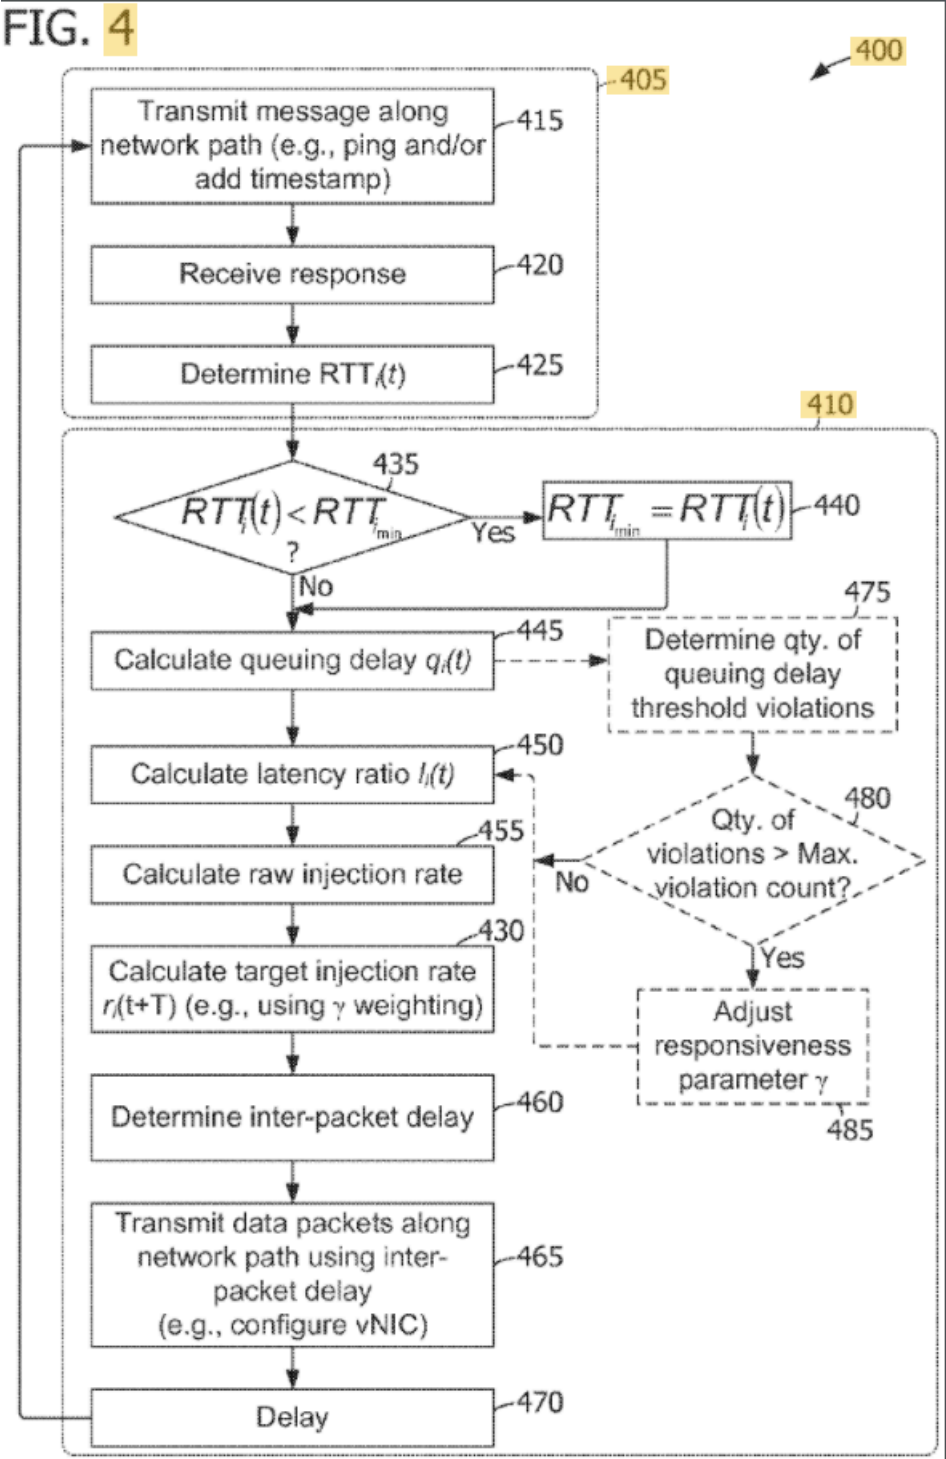 FIG. 4
400
405
Transmit message along
network path (e.g., ping and/or
add timestamp)
415
Receive response
420
Determine RTTᵢ(t)
425
410
435
RTTᵢ(t) < RTTᵢ_min
?
Yes
RTTᵢ_min = RTTᵢ(t)
440
No
Calculate queuing delay qᵢ(t)
445
475
Determine qty. of
queuing delay
threshold violations
Calculate latency ratio lᵢ(t)
450
480
Qty. of
violations > Max.
violation count?
No
Yes
455
Calculate raw injection rate
430
Calculate target injection rate
rᵢ(t+T) (e.g., using γ weighting)
Adjust
responsiveness
parameter γ
485
Determine inter-packet delay
460
Transmit data packets along
network path using inter-
packet delay
(e.g., configure vNIC)
465
Delay
470